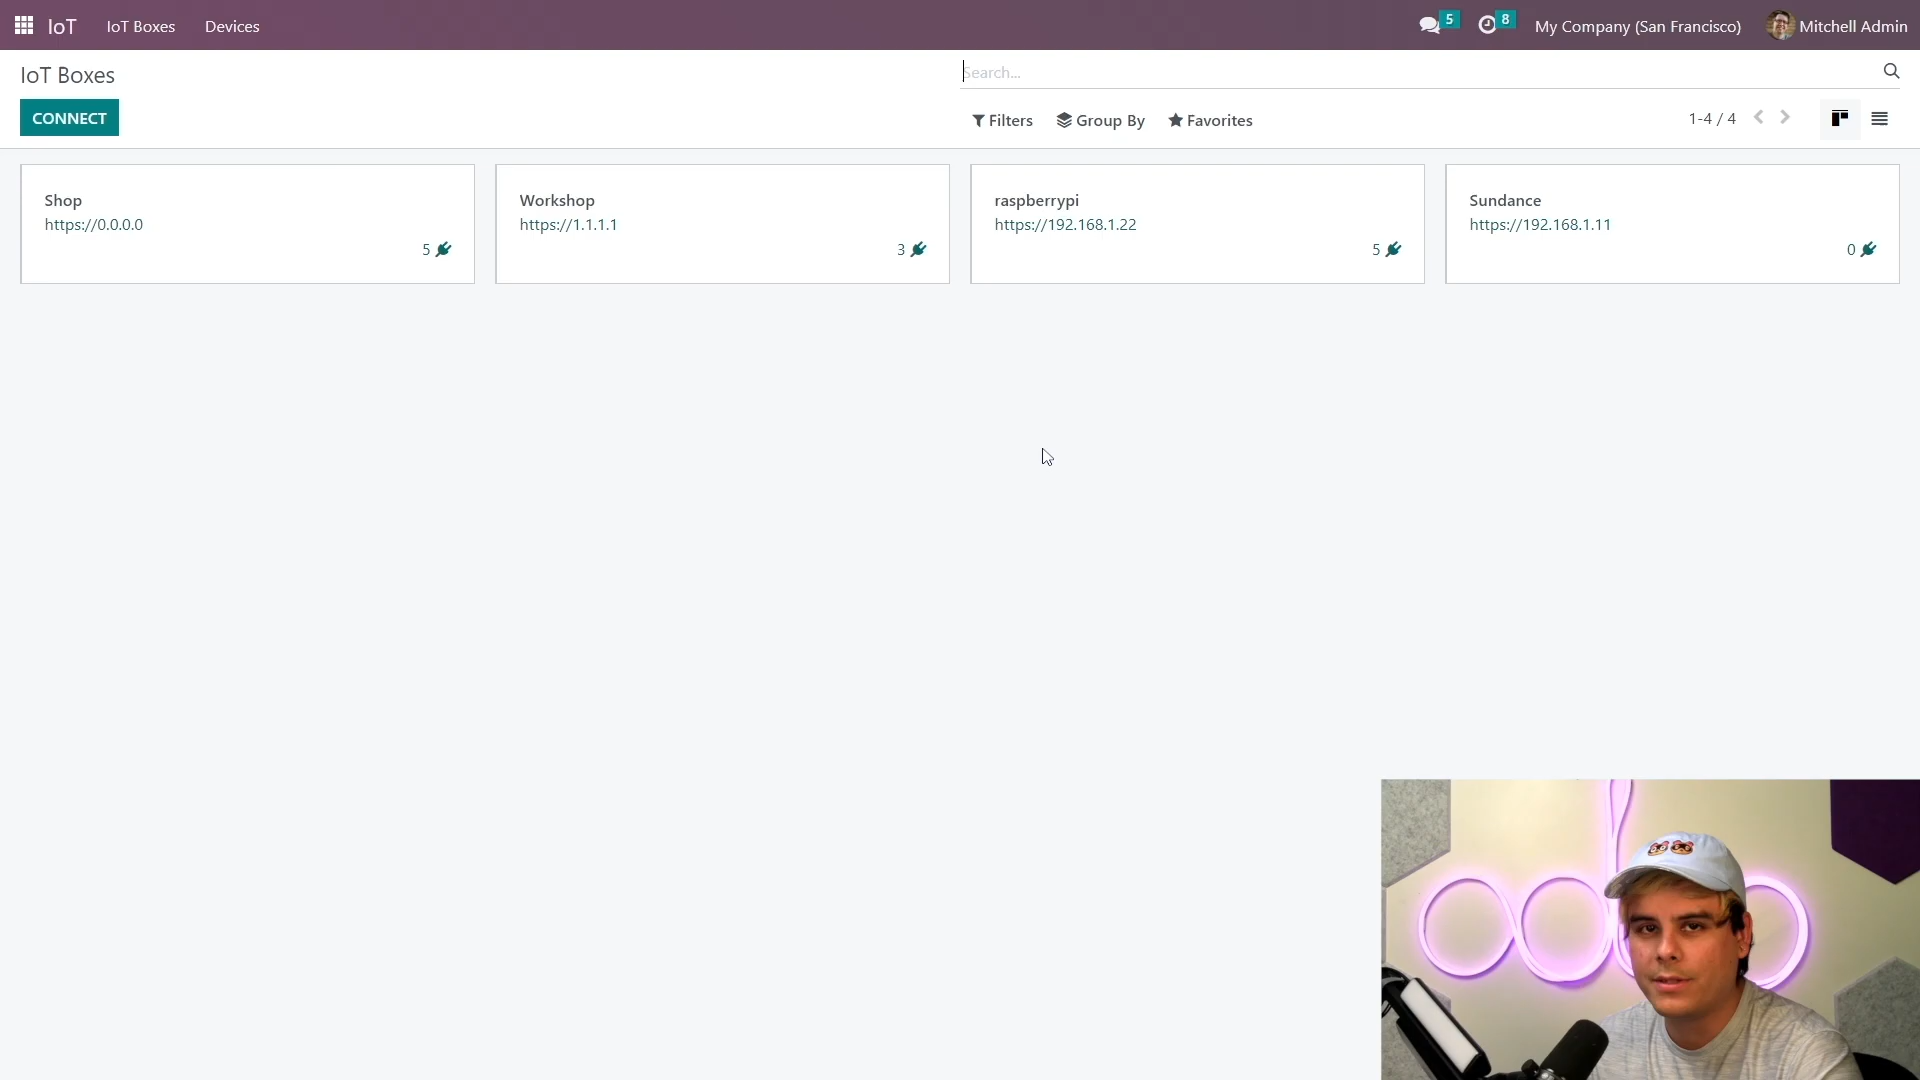 IoT
IoT Boxes
Devices
5
8
My Company (San Francisco)
Mitchell Admin
IoT Boxes
Search...
CONNECT
Filters
Group By
Favorites
1-4 / 4
Shop
https://0.0.0.0
5
Workshop
https://1.1.1.1
3
raspberrypi
https://192.168.1.22
5
Sundance
https://192.168.1.11
0
odoo